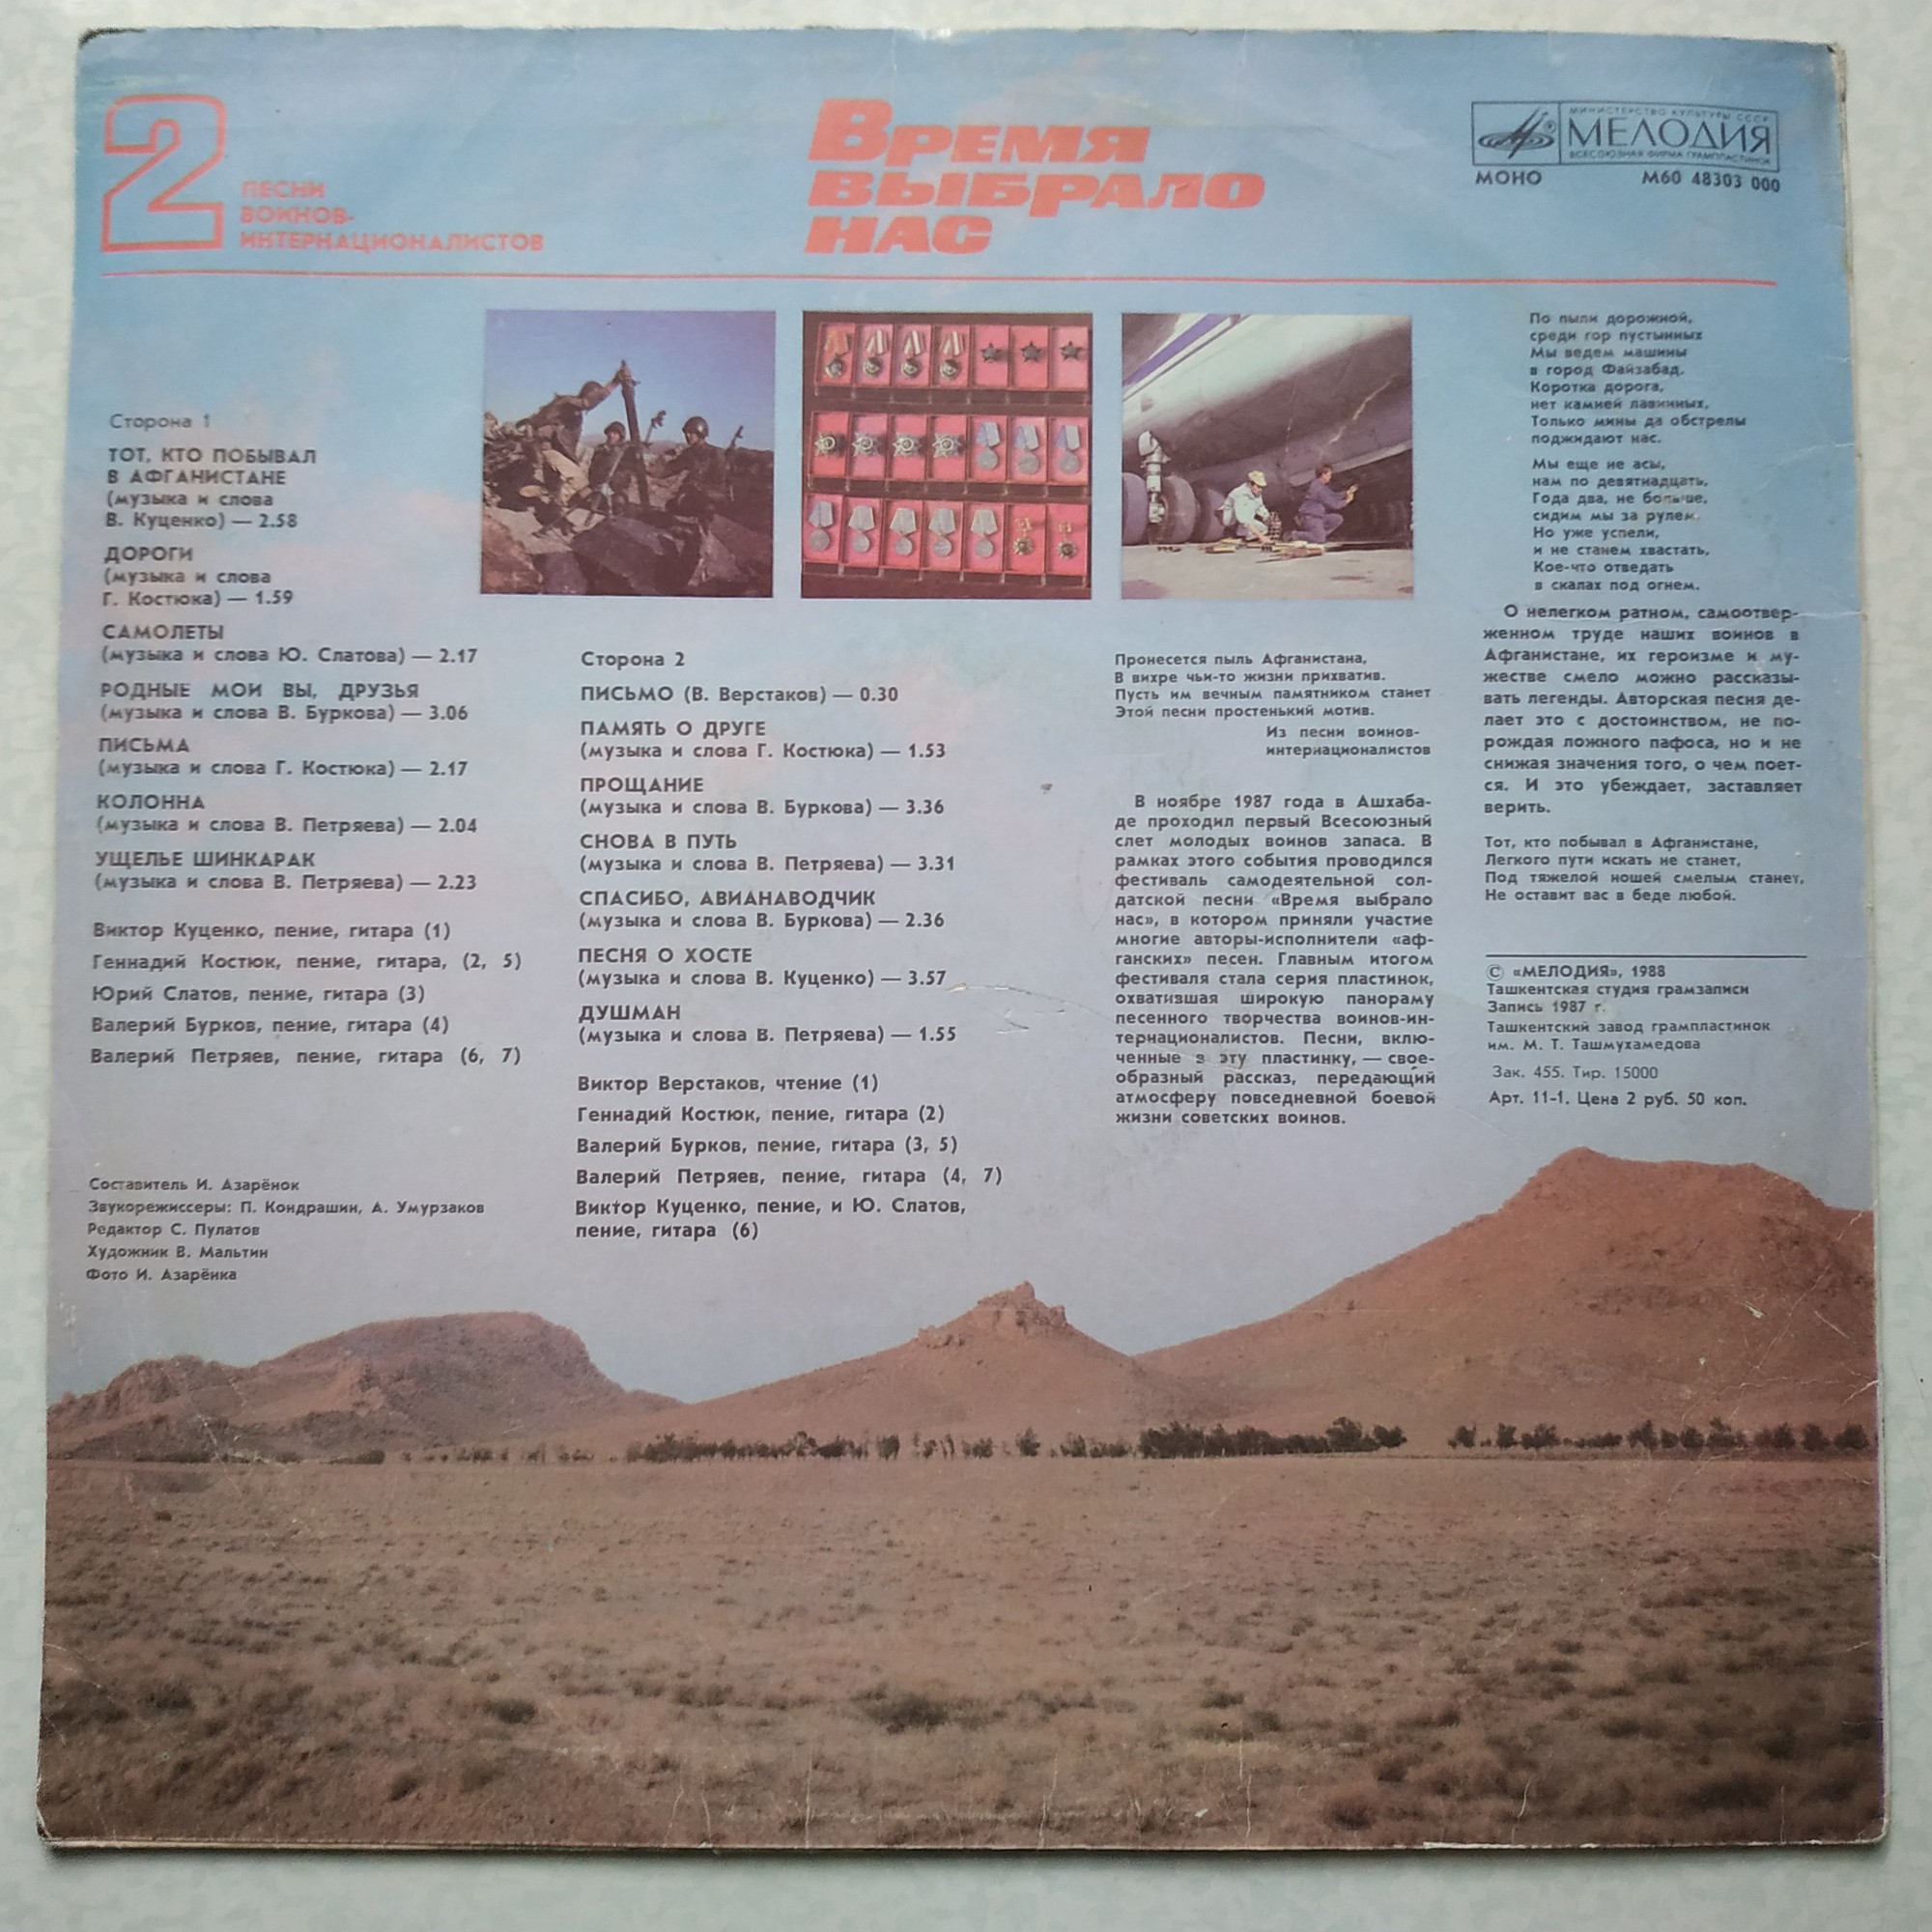 2
ПЕСНИ
ВОИНОВ-
ИНТЕРНАЦИОНАЛИСТОВ
ВРЕМЯ
ВЫБРАЛО
НАС
МИНИСТЕРСТВО КУЛЬТУРЫ СССР
МЕЛОДИЯ
ВСЕСОЮЗНАЯ ФИРМА ГРАМПЛАСТИНОК
МОНО М60 48303 000
Сторона 1
ТОТ, КТО ПОБЫВАЛ
В АФГАНИСТАНЕ
(музыка и слова
В. Куценко) — 2.58
ДОРОГИ
(музыка и слова
Г. Костюка) — 1.59
САМОЛЕТЫ
(музыка и слова Ю. Слатова) — 2.17
РОДНЫЕ МОИ ВЫ, ДРУЗЬЯ
(музыка и слова В. Буркова) — 3.06
ПИСЬМА
(музыка и слова Г. Костюка) — 2.17
КОЛОННА
(музыка и слова В. Петряева) — 2.04
УЩЕЛЬЕ ШИНКАРАК
(музыка и слова В. Петряева) — 2.23
Виктор Куценко, пение, гитара (1)
Геннадий Костюк, пение, гитара, (2, 5)
Юрий Слатов, пение, гитара (3)
Валерий Бурков, пение, гитара (4)
Валерий Петряев, пение, гитара (6, 7)
Составитель И. Азарёнок
Звукорежиссеры: П. Кондрашин, А. Умурзаков
Редактор С. Пулатов
Художник В. Мальтин
Фото И. Азарёнка
Сторона 2
ПИСЬМО (В. Верстаков) — 0.30
ПАМЯТЬ О ДРУГЕ
(музыка и слова Г. Костюка) — 1.53
ПРОЩАНИЕ
(музыка и слова В. Буркова) — 3.36
СНОВА В ПУТЬ
(музыка и слова В. Петряева) — 3.31
СПАСИБО, АВИАНАВОДЧИК
(музыка и слова В. Буркова) — 2.36
ПЕСНЯ О ХОСТЕ
(музыка и слова В. Куценко) — 3.57
ДУШМАН
(музыка и слова В. Петряева) — 1.55
Виктор Верстаков, чтение (1)
Геннадий Костюк, пение, гитара (2)
Валерий Бурков, пение, гитара (3, 5)
Валерий Петряев, пение, гитара (4, 7)
Виктор Куценко, пение, и Ю. Слатов,
пение, гитара (6)
Пронесется пыль Афганистана,
В вихре чьи-то жизни прихватив.
Пусть им вечным памятником станет
Этой песни простенький мотив.
Из песни воинов-
интернационалистов
В ноябре 1987 года в Ашхаба-
де проходил первый Всесоюзный
слет молодых воинов запаса. В
рамках этого события проводился
фестиваль самодеятельной сол-
датской песни «Время выбрало
нас», в котором приняли участие
многие авторы-исполнители «аф-
ганских» песен. Главным итогом
фестиваля стала серия пластинок,
охватившая широкую панораму
песенного творчества воинов-ин-
тернационалистов. Песни, вклю-
ченные в эту пластинку, — свое-
образный рассказ, передающий
атмосферу повседневной боевой
жизни советских воинов.
По пыли дорожной,
среди гор пустынных
Мы ведем машины
в город Файзабад.
Коротка дорога,
нет камней лавинных,
Только мины да обстрелы
поджидают нас.
Мы еще не асы,
нам по девятнадцать,
Года два, не больше,
сидим мы за рулем.
Но уже успели,
и не станем хвастать,
Кое-что отведать
в скалах под огнем.
О нелегком ратном, самоотвер-
женном труде наших воинов в
Афганистане, их героизме и му-
жестве смело можно рассказы-
вать легенды. Авторская песня де-
лает это с достоинством, не по-
рождая ложного пафоса, но и не
снижая значения того, о чем поет-
ся. И это убеждает, заставляет
верить.
Тот, кто побывал в Афганистане,
Легкого пути искать не станет,
Под тяжелой ношей смелым станет,
Не оставит вас в беде любой.
© «МЕЛОДИЯ», 1988
Ташкентская студия грамзаписи
Запись 1987 г.
Ташкентский завод грампластинок
им. М. Т. Ташмухамедова
Зак. 455. Тир. 15000
Арт. 11-1. Цена 2 руб. 50 коп.